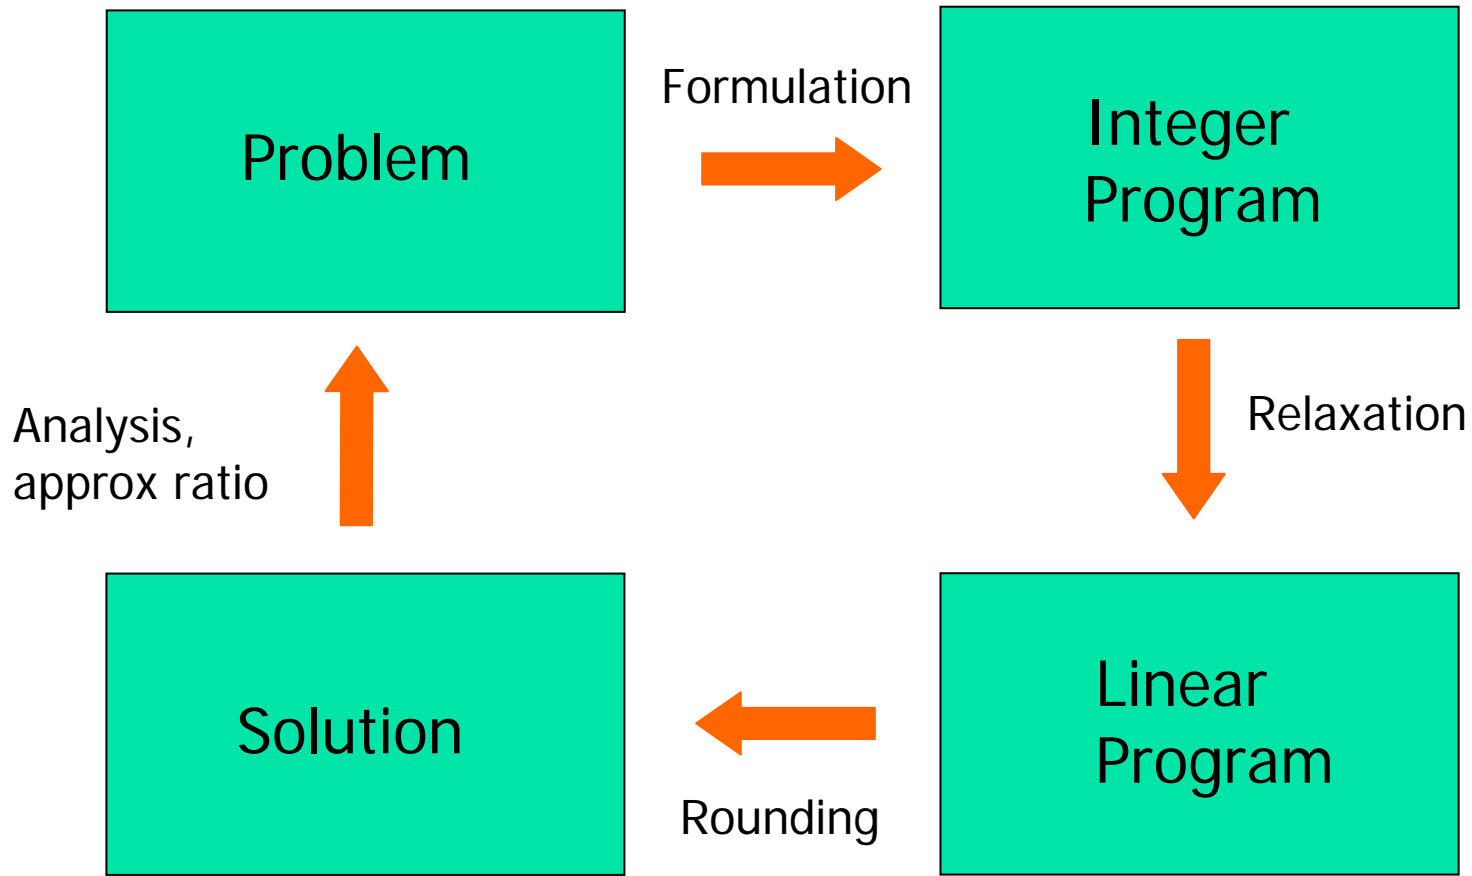 Problem
Formulation
Integer
Program
Relaxation
Linear
Program
Rounding
Solution
Analysis,
approx ratio